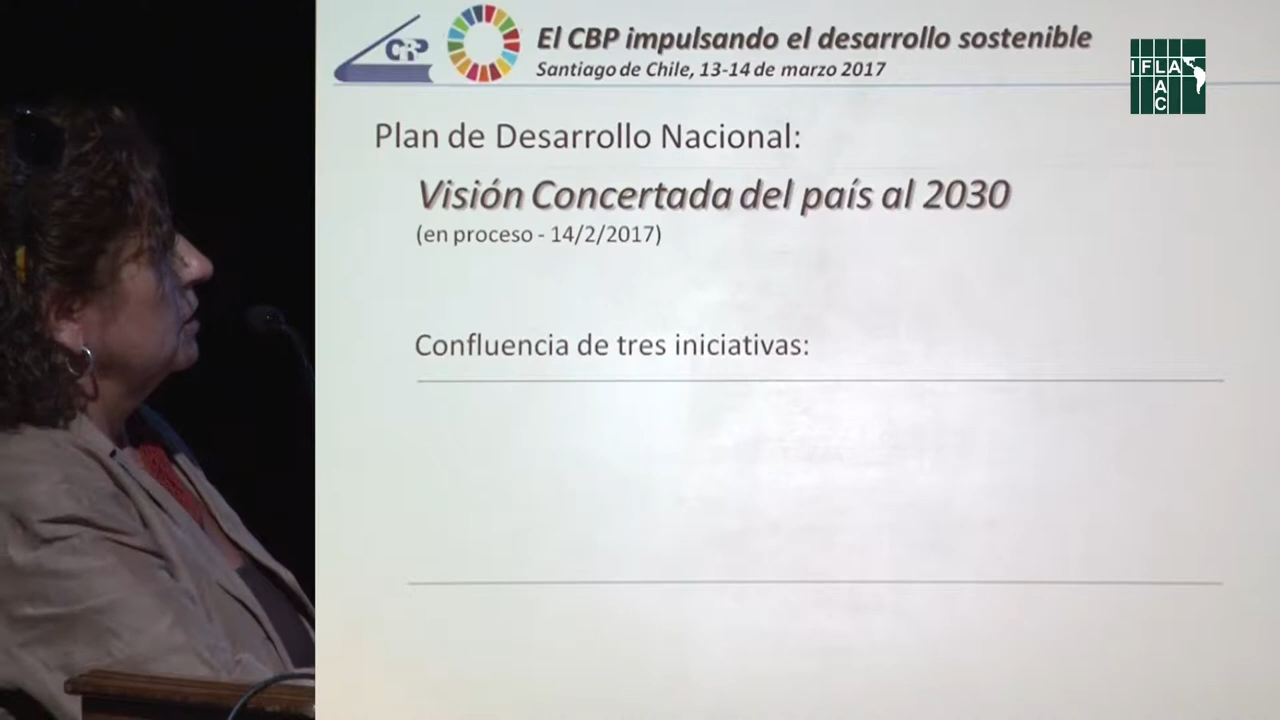 CBP
El CBP impulsando el desarrollo sostenible
Santiago de Chile, 13-14 de marzo 2017
IFLA
LAC
Plan de Desarrollo Nacional:
Visión Concertada del país al 2030
(en proceso - 14/2/2017)
Confluencia de tres iniciativas: